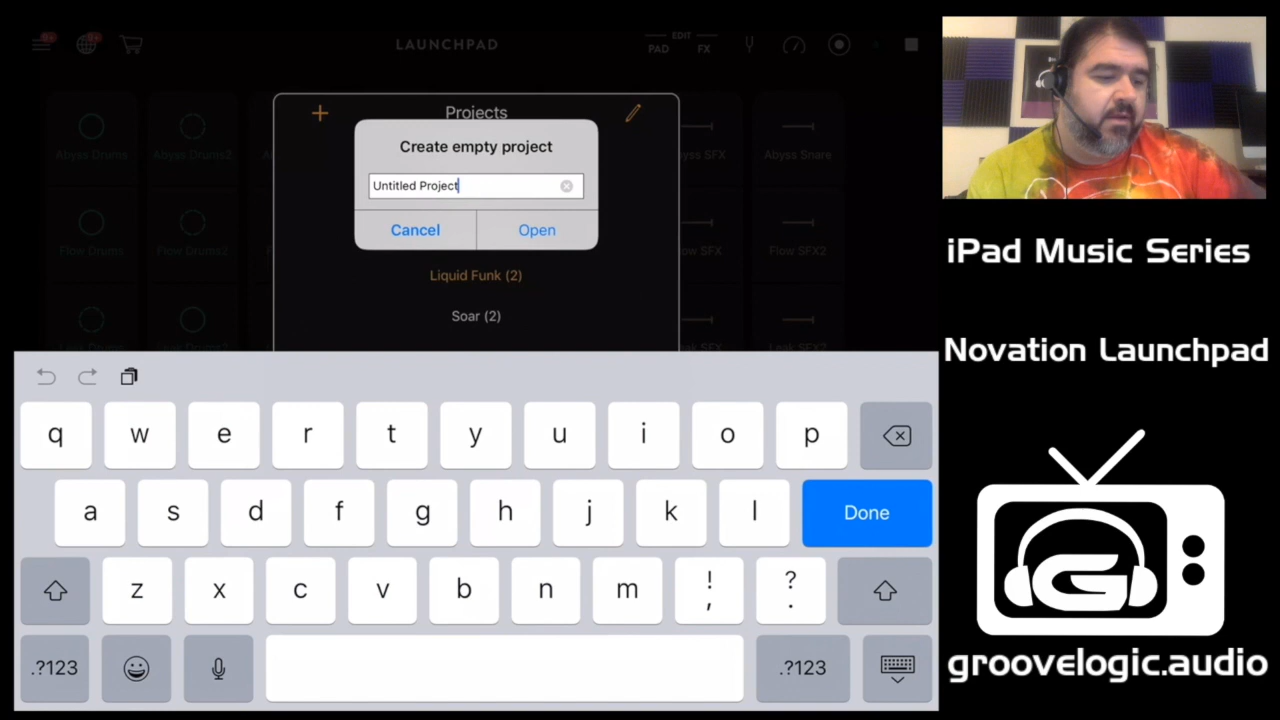 LAUNCHPAD
EDIT
PAD FX
Projects
Abyss Drums Abyss Drums2 Abyss SFX Abyss Snare
Create empty project
Untitled Project
Cancel Open
Flow Drums Flow Drums2 Flow SFX Flow SFX2
Liquid Funk (2)
Soar (2)
q w e r t y u i o p
a s d f g h j k l Done
z x c v b n m ! , ? .
.?123 .?123
iPad Music Series
Novation Launchpad
G
groovelogic.audio